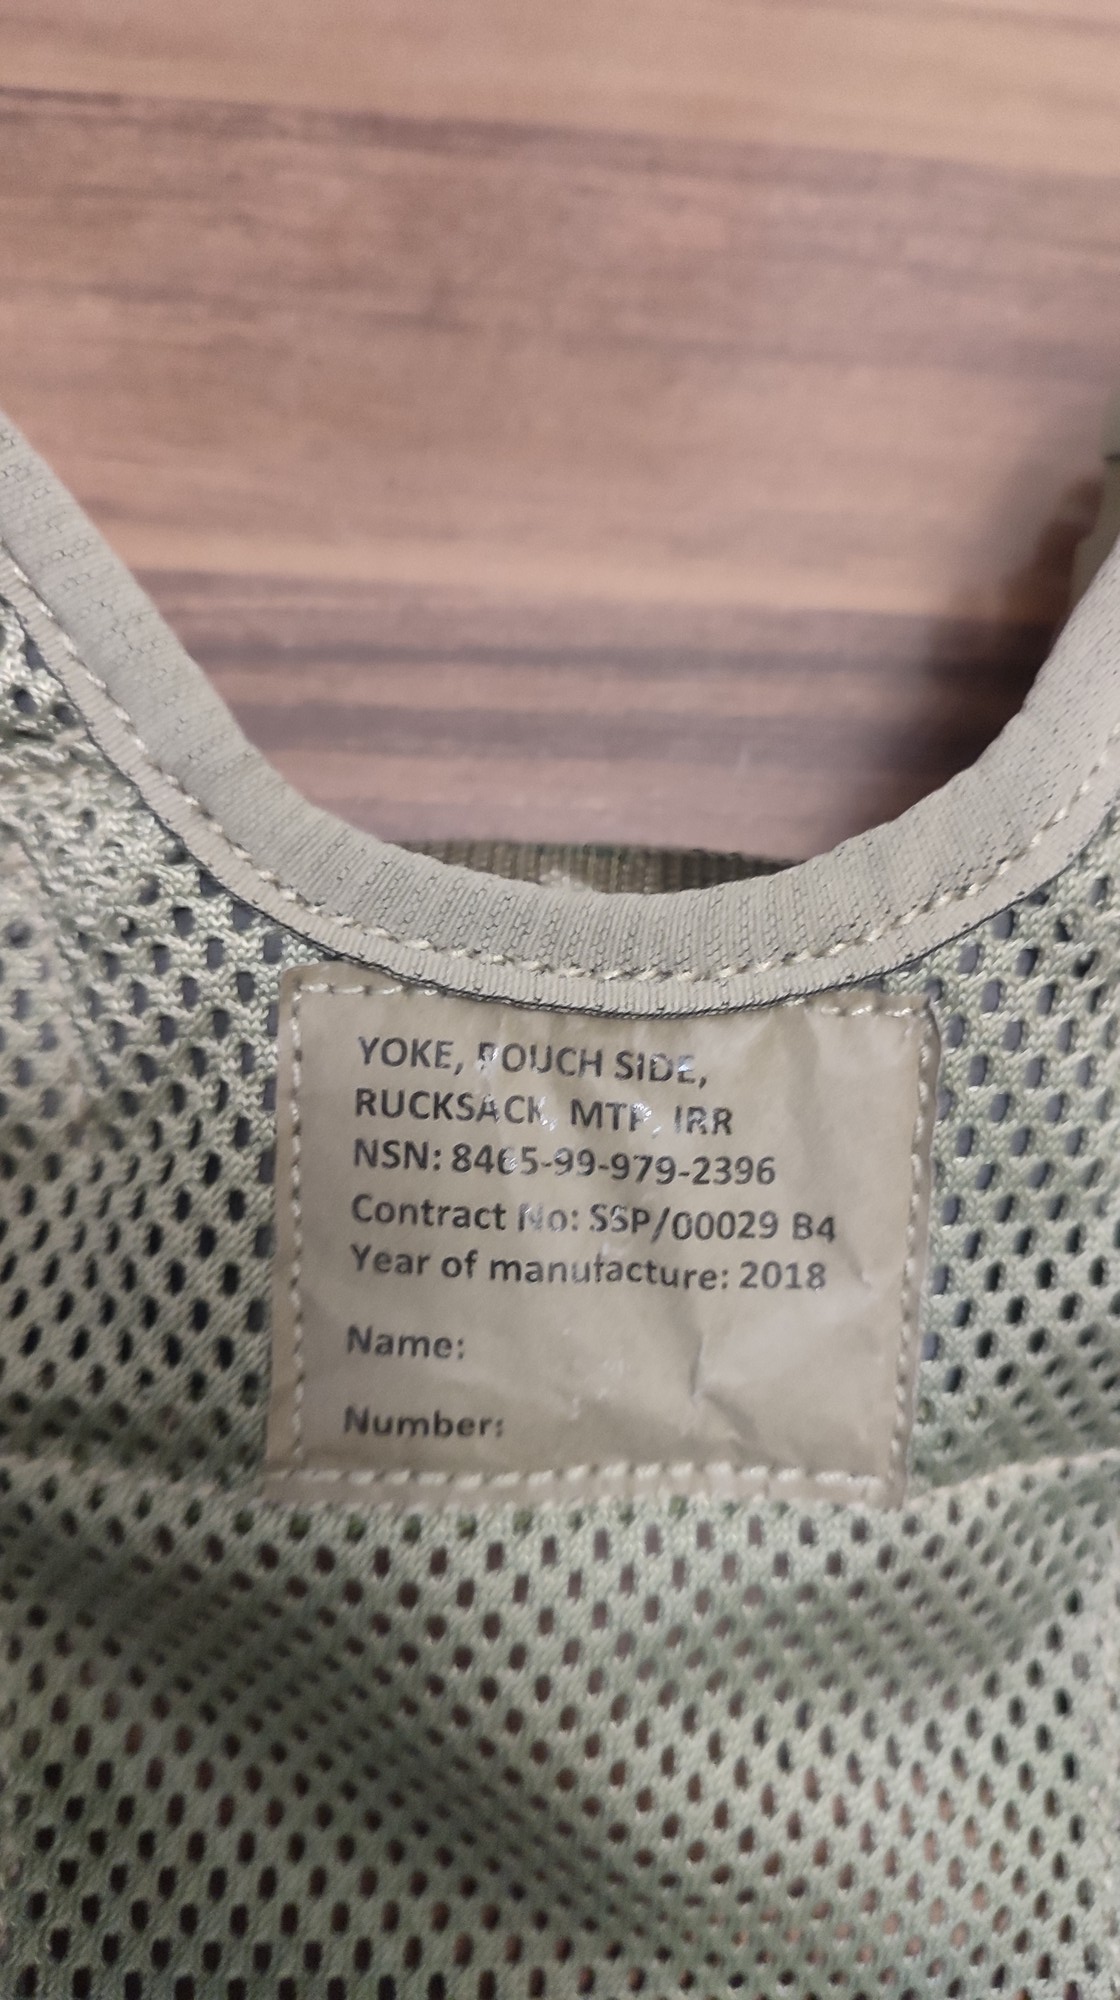 YOKE, POUCH SIDE,
RUCKSACK, MTP, IRR
NSN: 8465-99-979-2396
Contract No: SSP/00029 B4
Year of manufacture: 2018
Name:
Number: